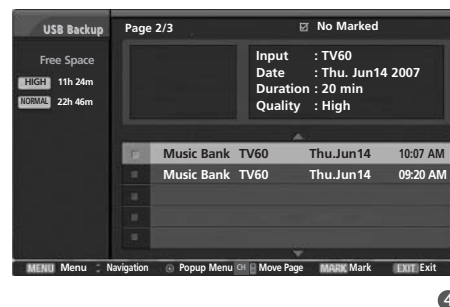 USB Backup
Page 2/3
No Marked
Free Space
HIGH 11h 24m
NORMAL 22h 46m
Input : TV60
Date : Thu. Jun14 2007
Duration : 20 min
Quality : High
Music Bank TV60 Thu.Jun14 10:07 AM
Music Bank TV60 Thu.Jun14 09:20 AM
MENU Menu Navigation Popup Menu CH Move Page MARK Mark EXIT Exit
4